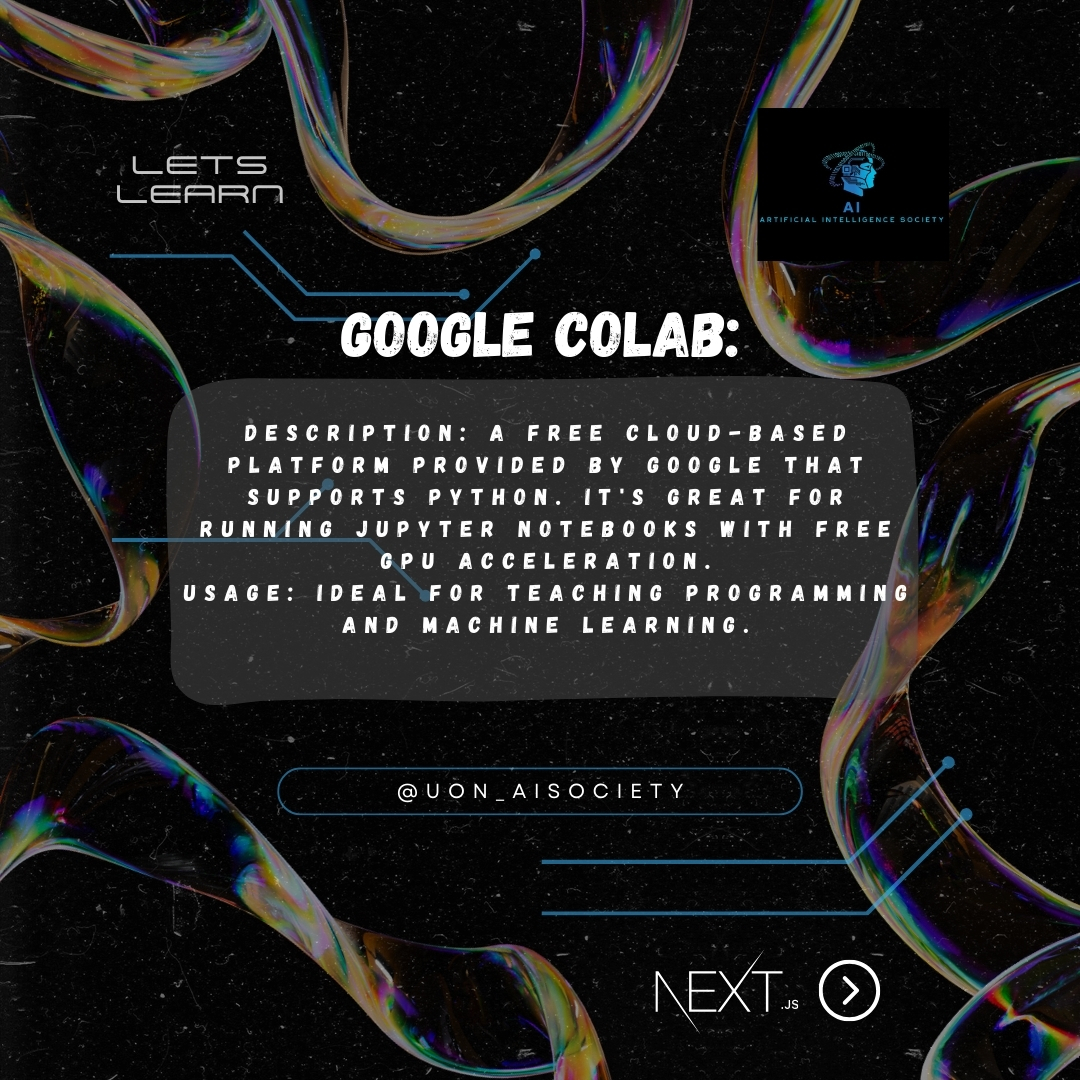 LETS
LEARN
AI
ARTIFICIAL INTELLIGENCE SOCIETY
GOOGLE COLAB:
DESCRIPTION: A FREE CLOUD-BASED
PLATFORM PROVIDED BY GOOGLE THAT
SUPPORTS PYTHON. IT'S GREAT FOR
RUNNING JUPYTER NOTEBOOKS WITH FREE
GPU ACCELERATION.
USAGE: IDEAL FOR TEACHING PROGRAMMING
AND MACHINE LEARNING.
@UON_AISOCIETY
NEXT.JS